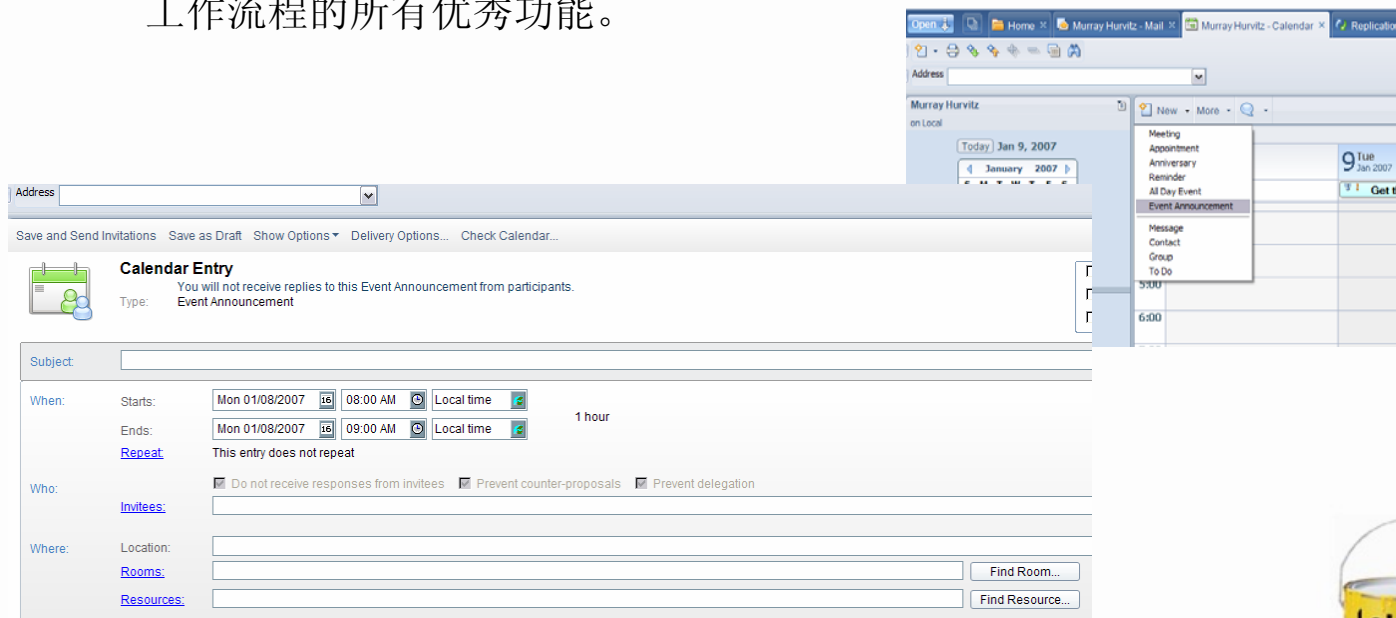 工作流程的所有优秀功能。
Open Home × Murray Hurvitz - Mail × Murray Hurvitz - Calendar × Replicatio
Address
Murray Hurvitz
on Local
New More
Today Jan 9, 2007
January 2007
S M T W T F S
Meeting
Appointment
Anniversary
Reminder
All Day Event
Event Announcement
Message
Contact
Group
To Do
9 Tue
Jan 2007
Get t
5:00
6:00
Address
Save and Send Invitations Save as Draft Show Options Delivery Options... Check Calendar...
Calendar Entry
You will not receive replies to this Event Announcement from participants.
Type: Event Announcement
Subject:
When: Starts: Mon 01/08/2007 16 08:00 AM Local time
1 hour
Ends: Mon 01/08/2007 16 09:00 AM Local time
Repeat: This entry does not repeat
Who: Do not receive responses from invitees Prevent counter-proposals Prevent delegation
Invitees:
Where: Location:
Rooms: Find Room...
Resources: Find Resource...